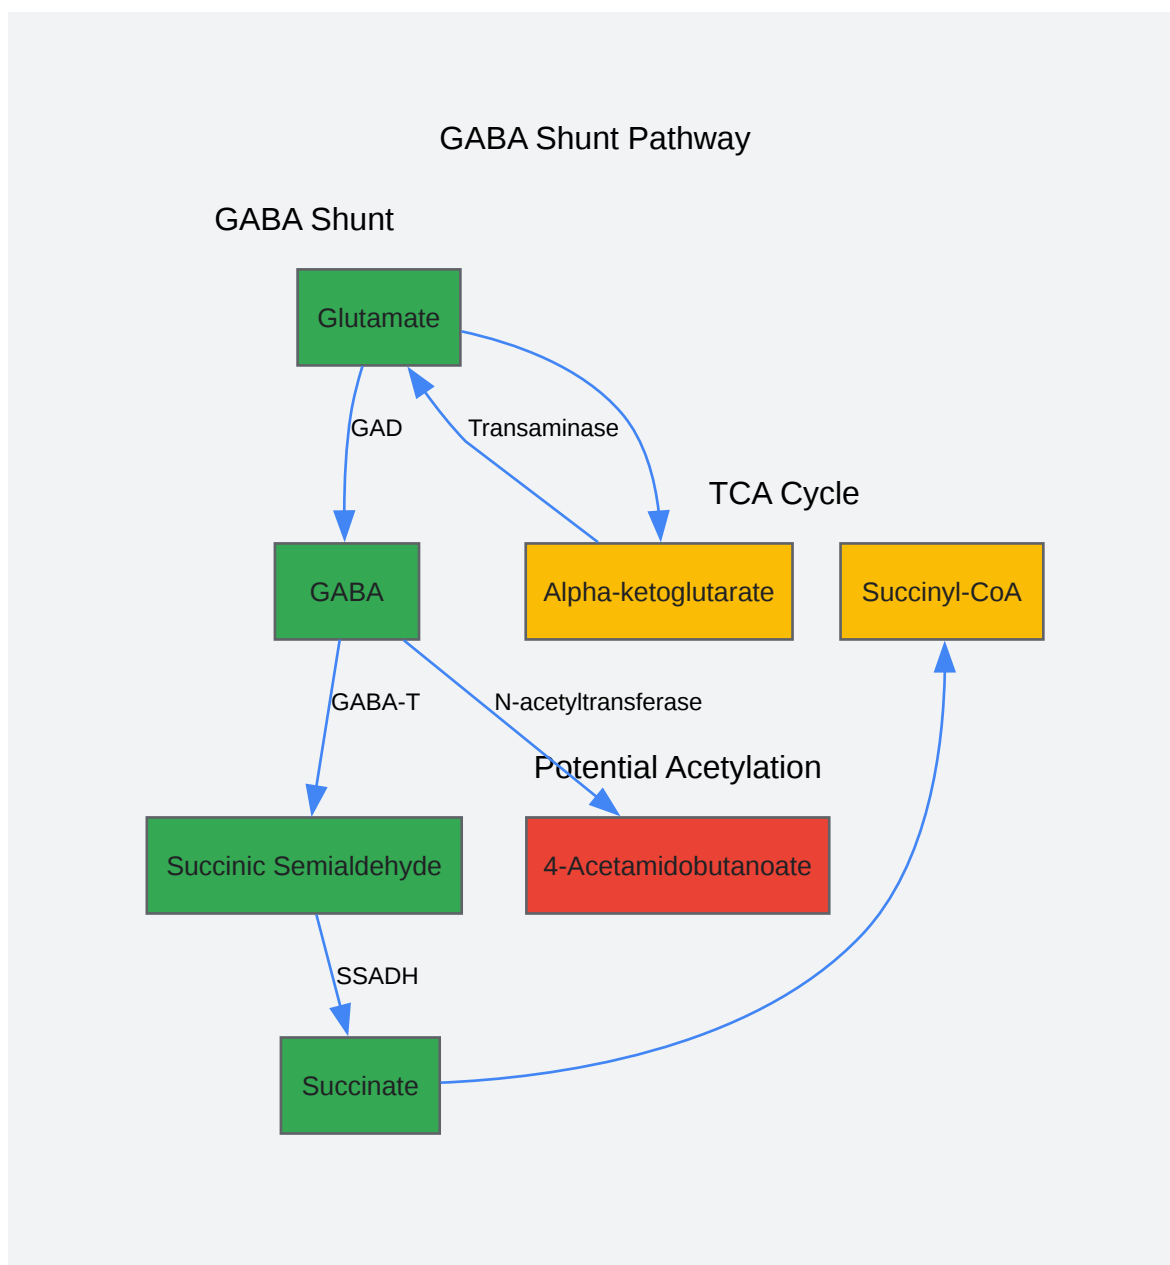 GABA Shunt Pathway
GABA Shunt
Glutamate
GAD
Transaminase
TCA Cycle
GABA
Alpha-ketoglutarate
Succinyl-CoA
GABA-T
N-acetyltransferase
Potential Acetylation
Succinic Semialdehyde
4-Acetamidobutanoate
SSADH
Succinate